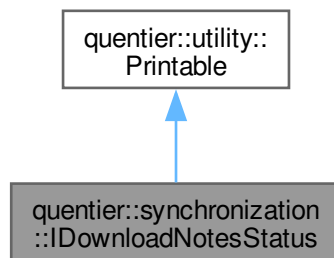 quentier::utility::
Printable
quentier::synchronization
::IDownloadNotesStatus